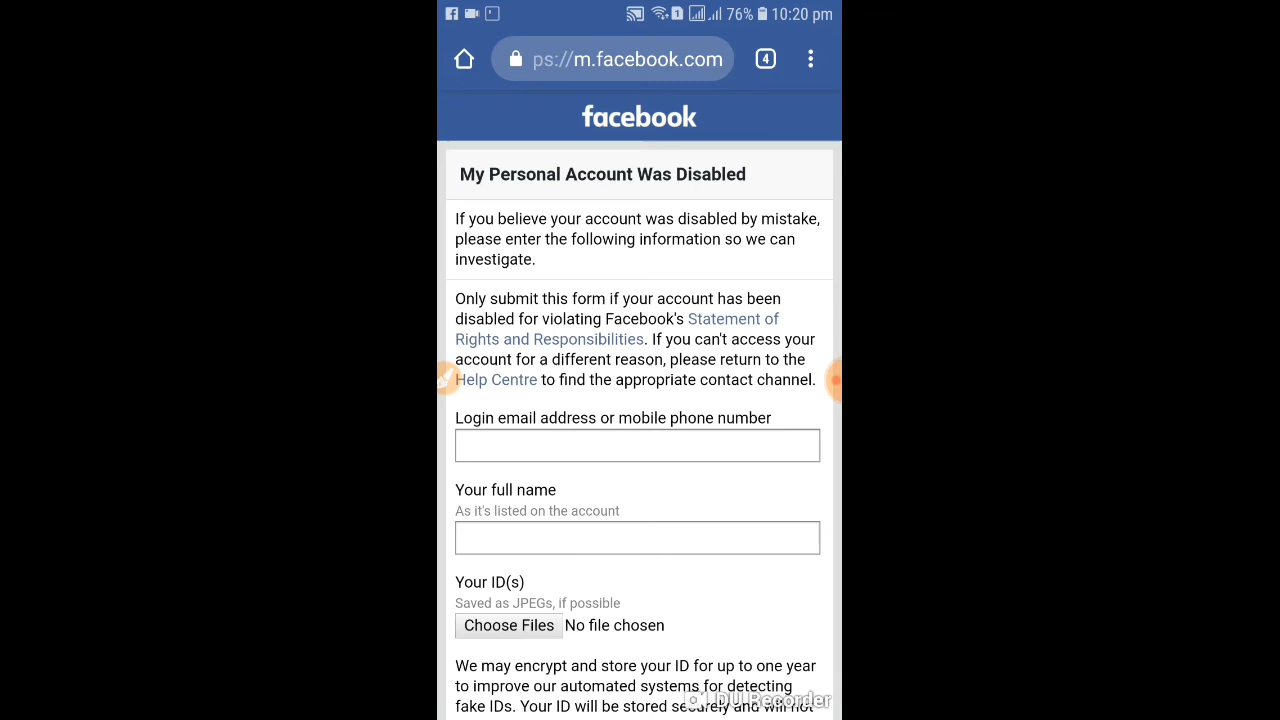 76% 10:20 pm
ps://m.facebook.com 4
facebook
My Personal Account Was Disabled
If you believe your account was disabled by mistake,
please enter the following information so we can
investigate.
Only submit this form if your account has been
disabled for violating Facebook's Statement of
Rights and Responsibilities. If you can't access your
account for a different reason, please return to the
Help Centre to find the appropriate contact channel.
Login email address or mobile phone number
Your full name
As it's listed on the account
Your ID(s)
Saved as JPEGs, if possible
Choose Files No file chosen
We may encrypt and store your ID for up to one year
to improve our automated systems for detecting
fake IDs. Your ID will be stored securely and will not
DU Recorder